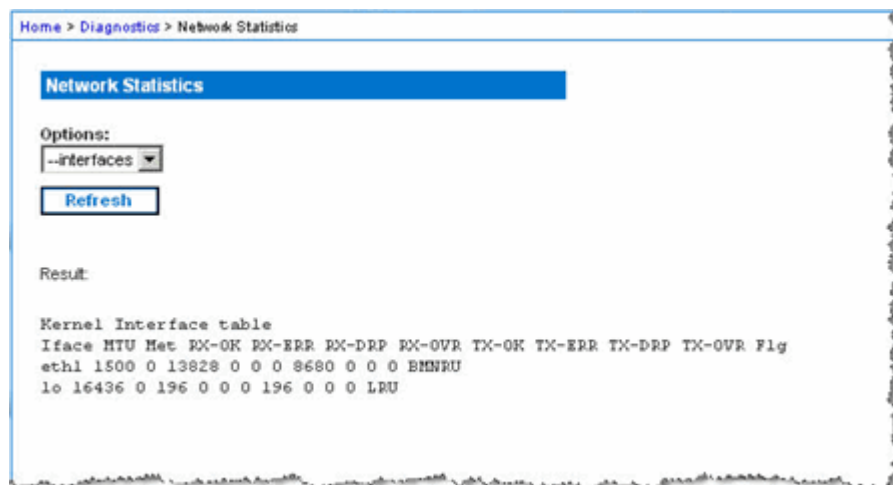 Home > Diagnostics > Network Statistics
Network Statistics
Options:
--interfaces
Refresh
Result:
Kernel Interface table
Iface MTU Met RX-OK RX-ERR RX-DRP RX-OVR TX-OK TX-ERR TX-DRP TX-OVR Flg
eth1 1500 0 13828 0 0 0 8680 0 0 0 BMNRU
lo 16436 0 196 0 0 0 196 0 0 0 LRU